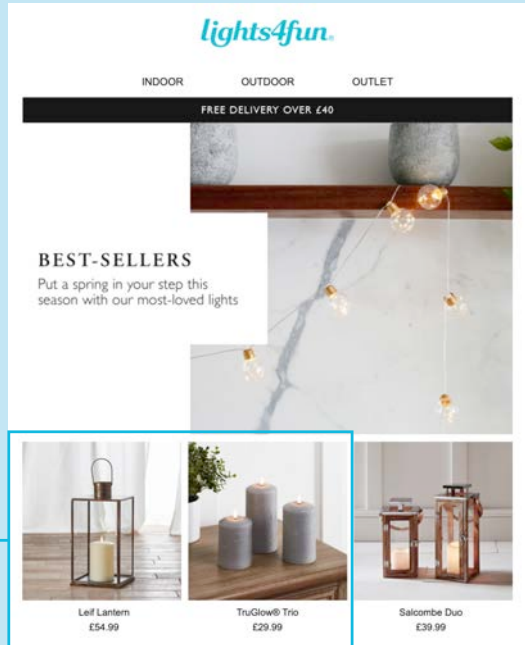 lights4fun®
INDOOR OUTDOOR OUTLET
FREE DELIVERY OVER £40
BEST-SELLERS
Put a spring in your step this
season with our most-loved lights
Leif Lantern TruGlow® Trio Salcombe Duo
£54.99 £29.99 £39.99